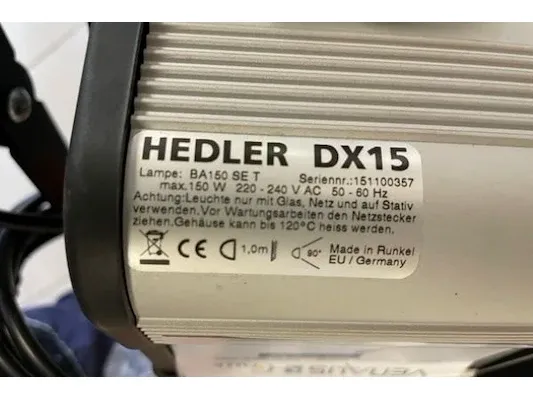 HEDLER DX15
Lampe: BA150 SE T Seriennr.:151100357
max.150 W 220 - 240 V AC 50 - 60 Hz
Achtung:Leuchte nur mit Glas, Netz und auf Stativ
verwenden.Vor Wartungsarbeiten den Netzstecker
ziehen.Gehäuse kann bis 120°C heiss werden.
CE 1,0m 90° Made in Runkel
EU / Germany